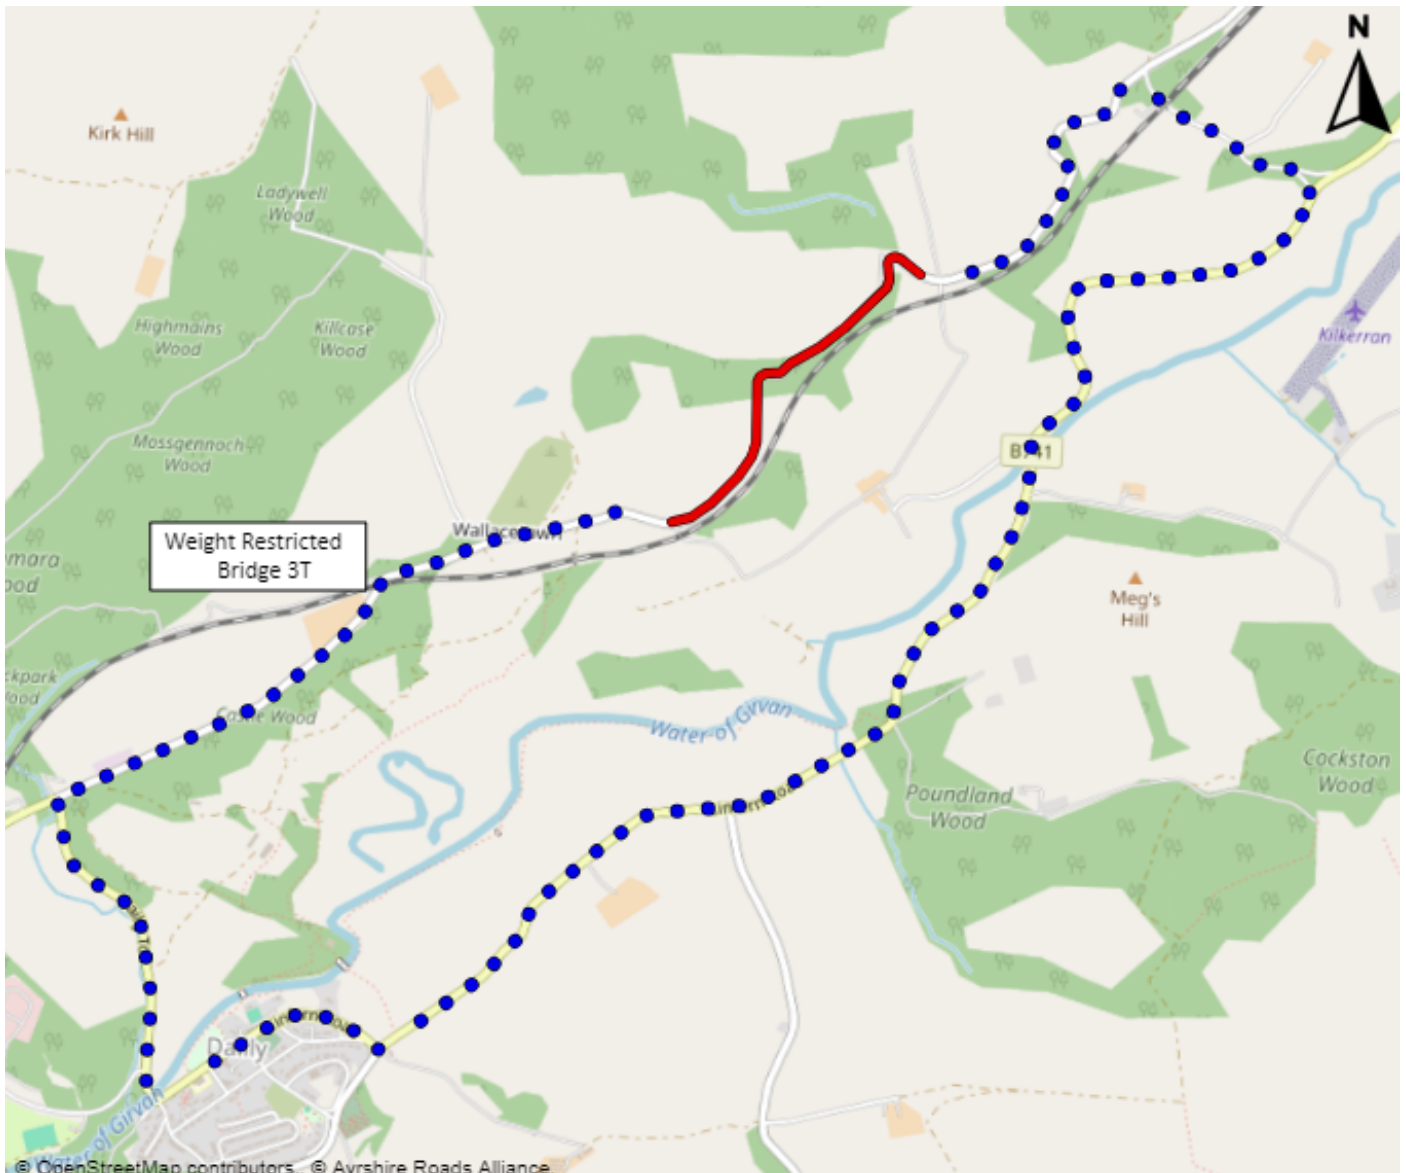 N
Kirk Hill
Ladywell
Wood
Kilkerran
Highmains
Wood
Killcase
Wood
Mossgennoch
Wood
B741
Wallacetown
Weight Restricted
Bridge 3T
Meg's
Hill
Castle Wood
Water of Girvan
Cockston
Wood
Poundland
Wood
Dailly
Water of Girvan
© OpenStreetMap contributors, © Ayrshire Roads Alliance